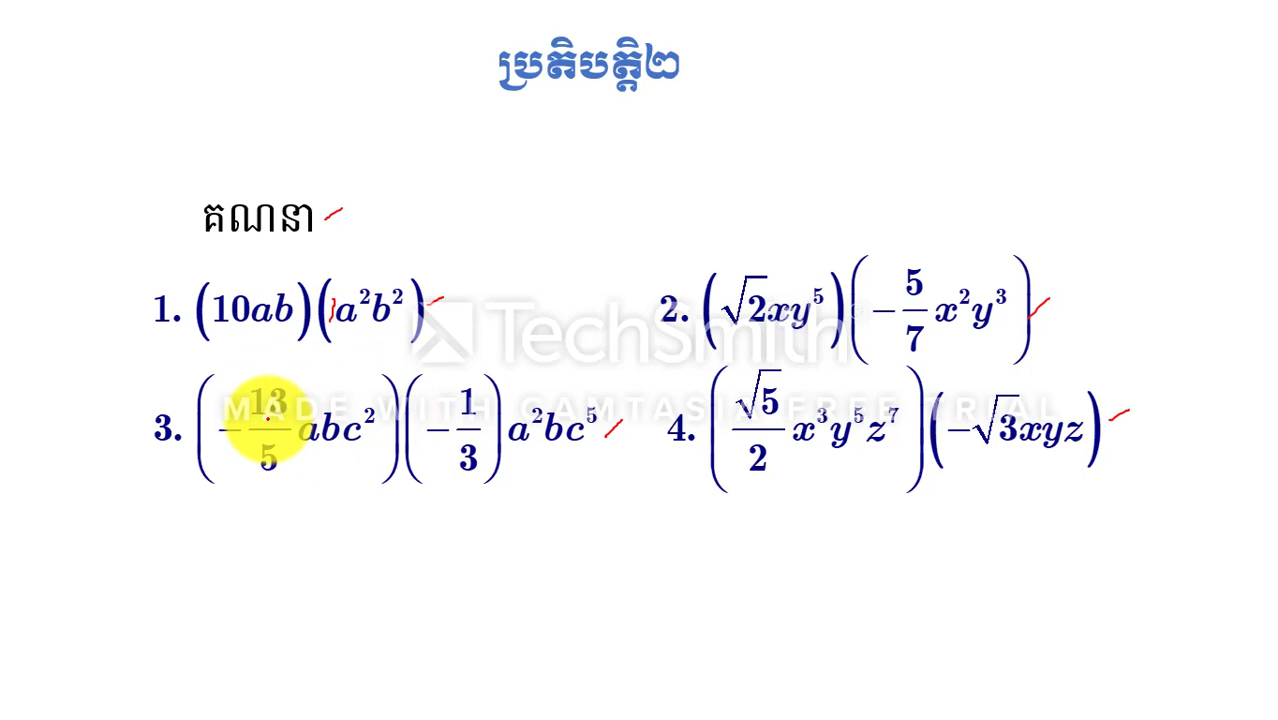 ប្រតិបត្តិ២
គណនា
1. (10ab)(a²b²)
2. (√2xy⁵)(−5/7 x²y³)
TechSmith®
3. (−13/5 abc²)(−1/3)a²bc⁵
4. (√5/2 x³y⁵z⁷)(−√3xyz)
MADE WITH CAMTASIA FREE TRIAL